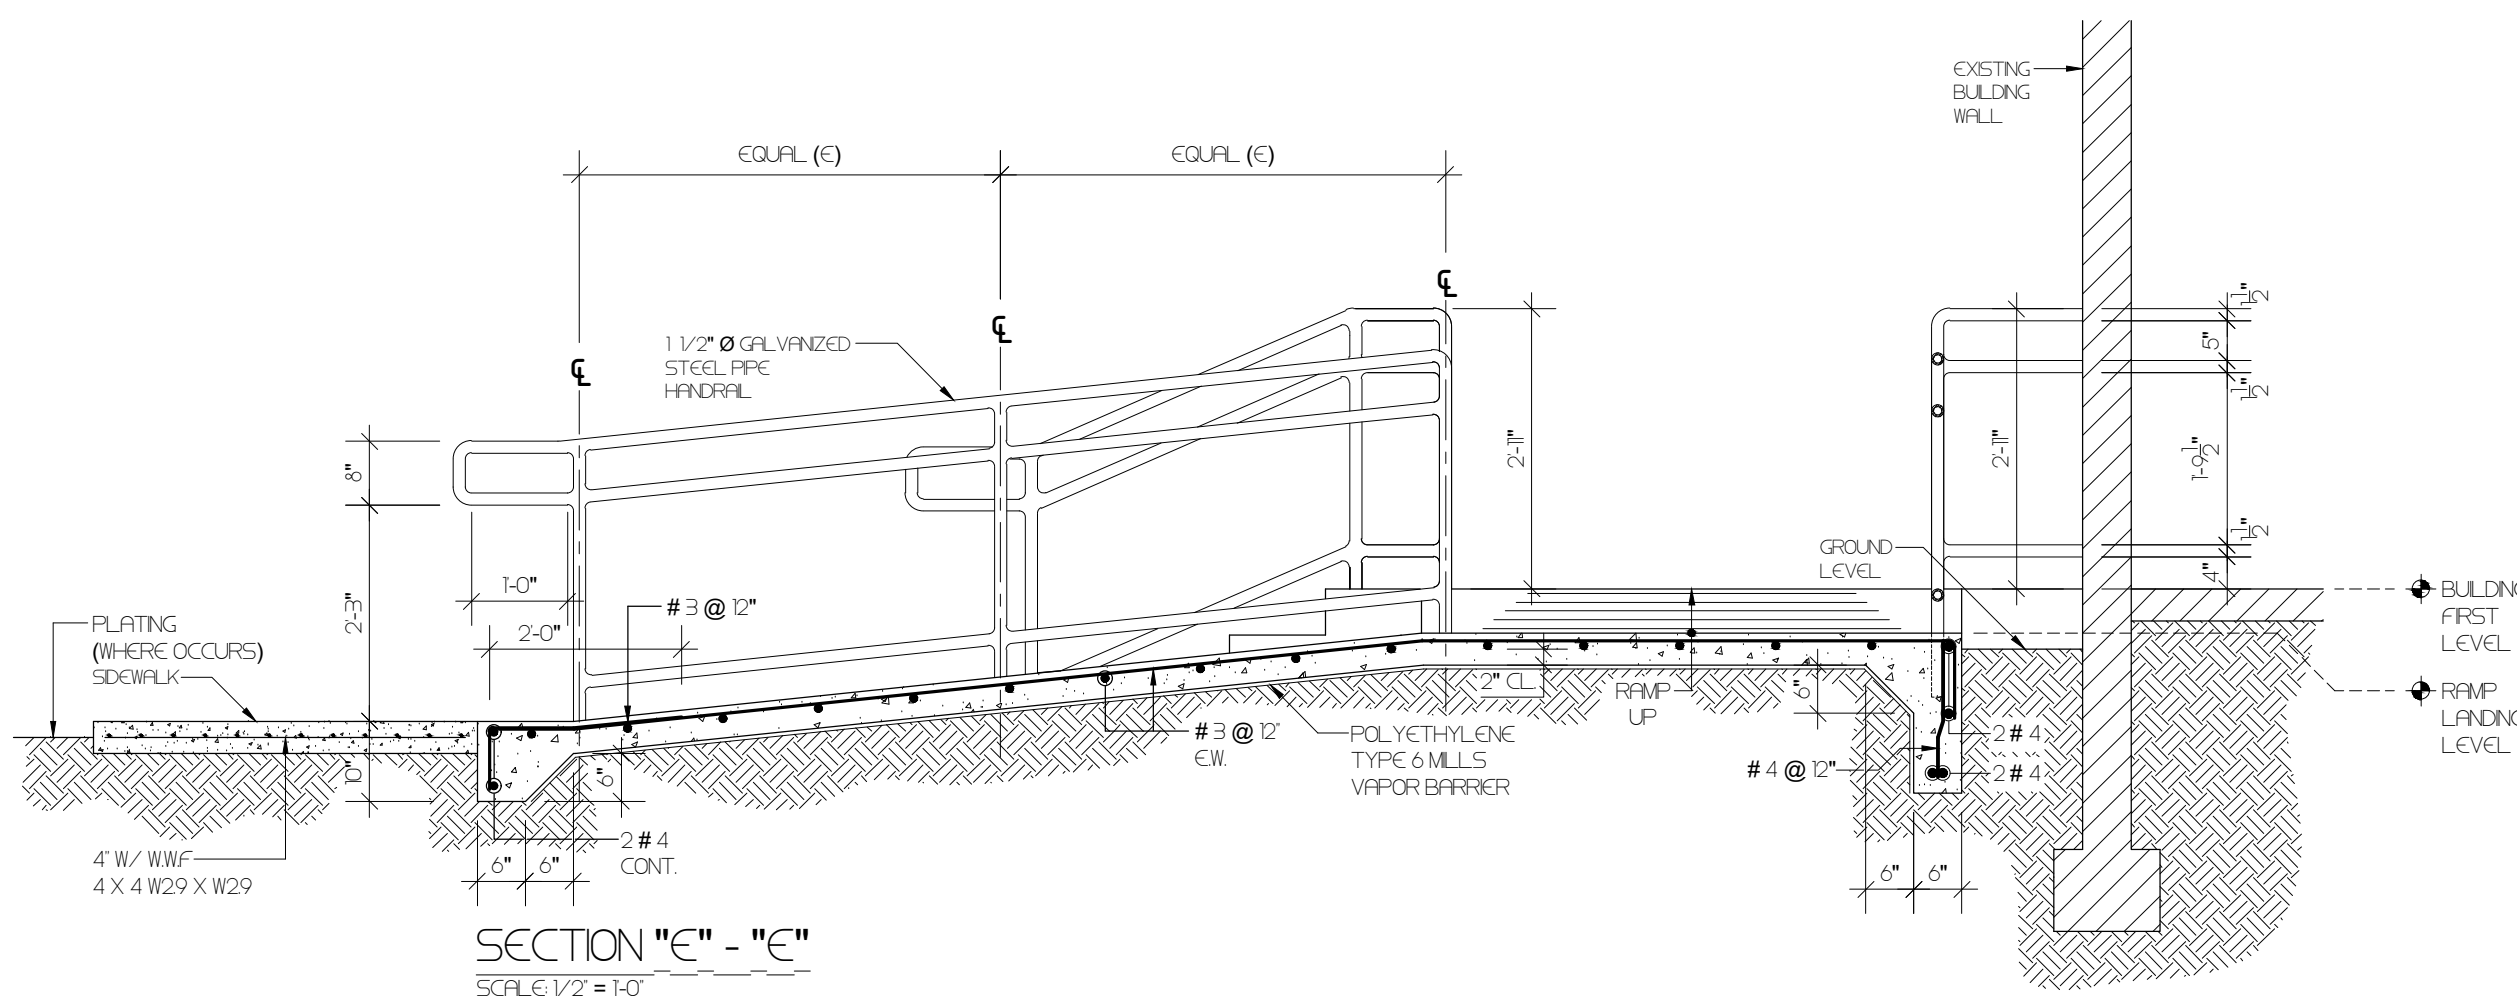 EXISTING
BUILDING
WALL
EQUAL (E)
EQUAL (E)
℄
℄
℄
1 1/2" Ø GALVANIZED
STEEL PIPE
HANDRAIL
8"
2'-3"
10"
1'-0"
2'-0"
# 3 @ 12"
PLATING
(WHERE OCCURS)
SIDEWALK
4" W/ W.W.F
4 X 4 W2.9 X W2.9
6"
6"
6"
2 # 4
CONT.
# 3 @ 12"
E.W.
POLYETHYLENE
TYPE 6 MILLS
VAPOR BARRIER
2" CL.
2'-11"
RAMP
UP
GROUND
LEVEL
2'-11"
1 1/2"
5"
1 1/2"
1'-9 1/2"
1 1/2"
4"
6"
2 # 4
# 4 @ 12"
2 # 4
6"
6"
BUILDING
FIRST
LEVEL
RAMP
LANDING
LEVEL
SECTION "E" - "E"
SCALE: 1/2" = 1'-0"